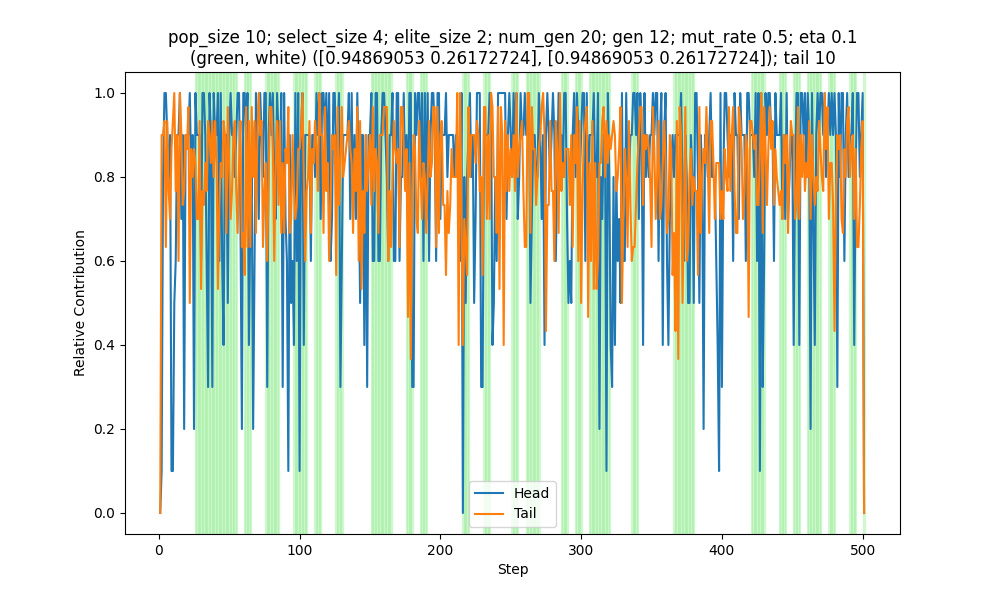 pop_size 10; select_size 4; elite_size 2; num_gen 20; gen 12; mut_rate 0.5; eta 0.1
(green, white) ([0.94869053 0.26172724], [0.94869053 0.26172724]); tail 10
1.0
0.8
0.6
0.4
0.2
0.0
Relative Contribution
Head
Tail
0
100
200
300
400
500
Step